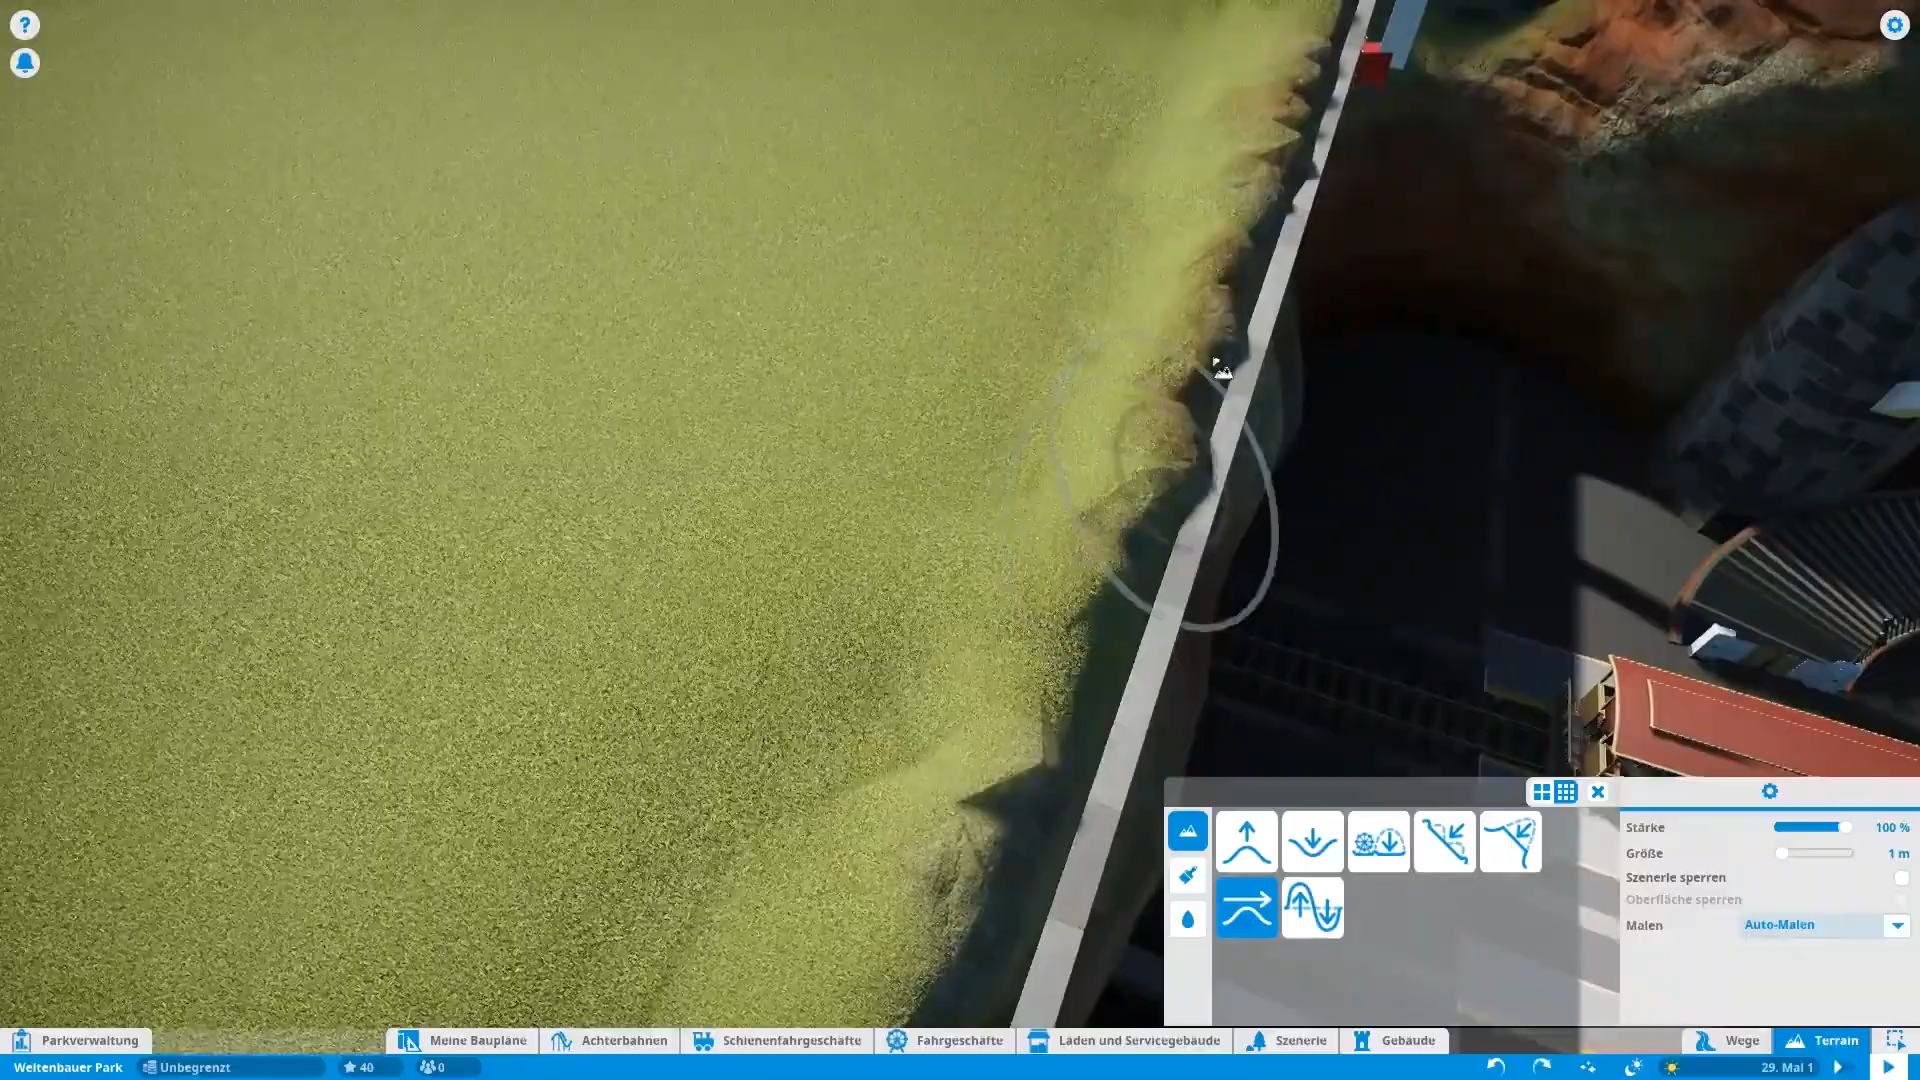 ?
Stärke
100 %
Größe
1 m
Szenerie sperren
Oberfläche sperren
Malen
Auto-Malen
Parkverwaltung
Meine Baupläne
Achterbahnen
Schienenfahrgeschäfte
Fahrgeschäfte
Läden und Servicegebäude
Szenerie
Gebäude
Wege
Terrain
Weltenbauer Park
Unbegrenzt
40
0
29. Mai 1